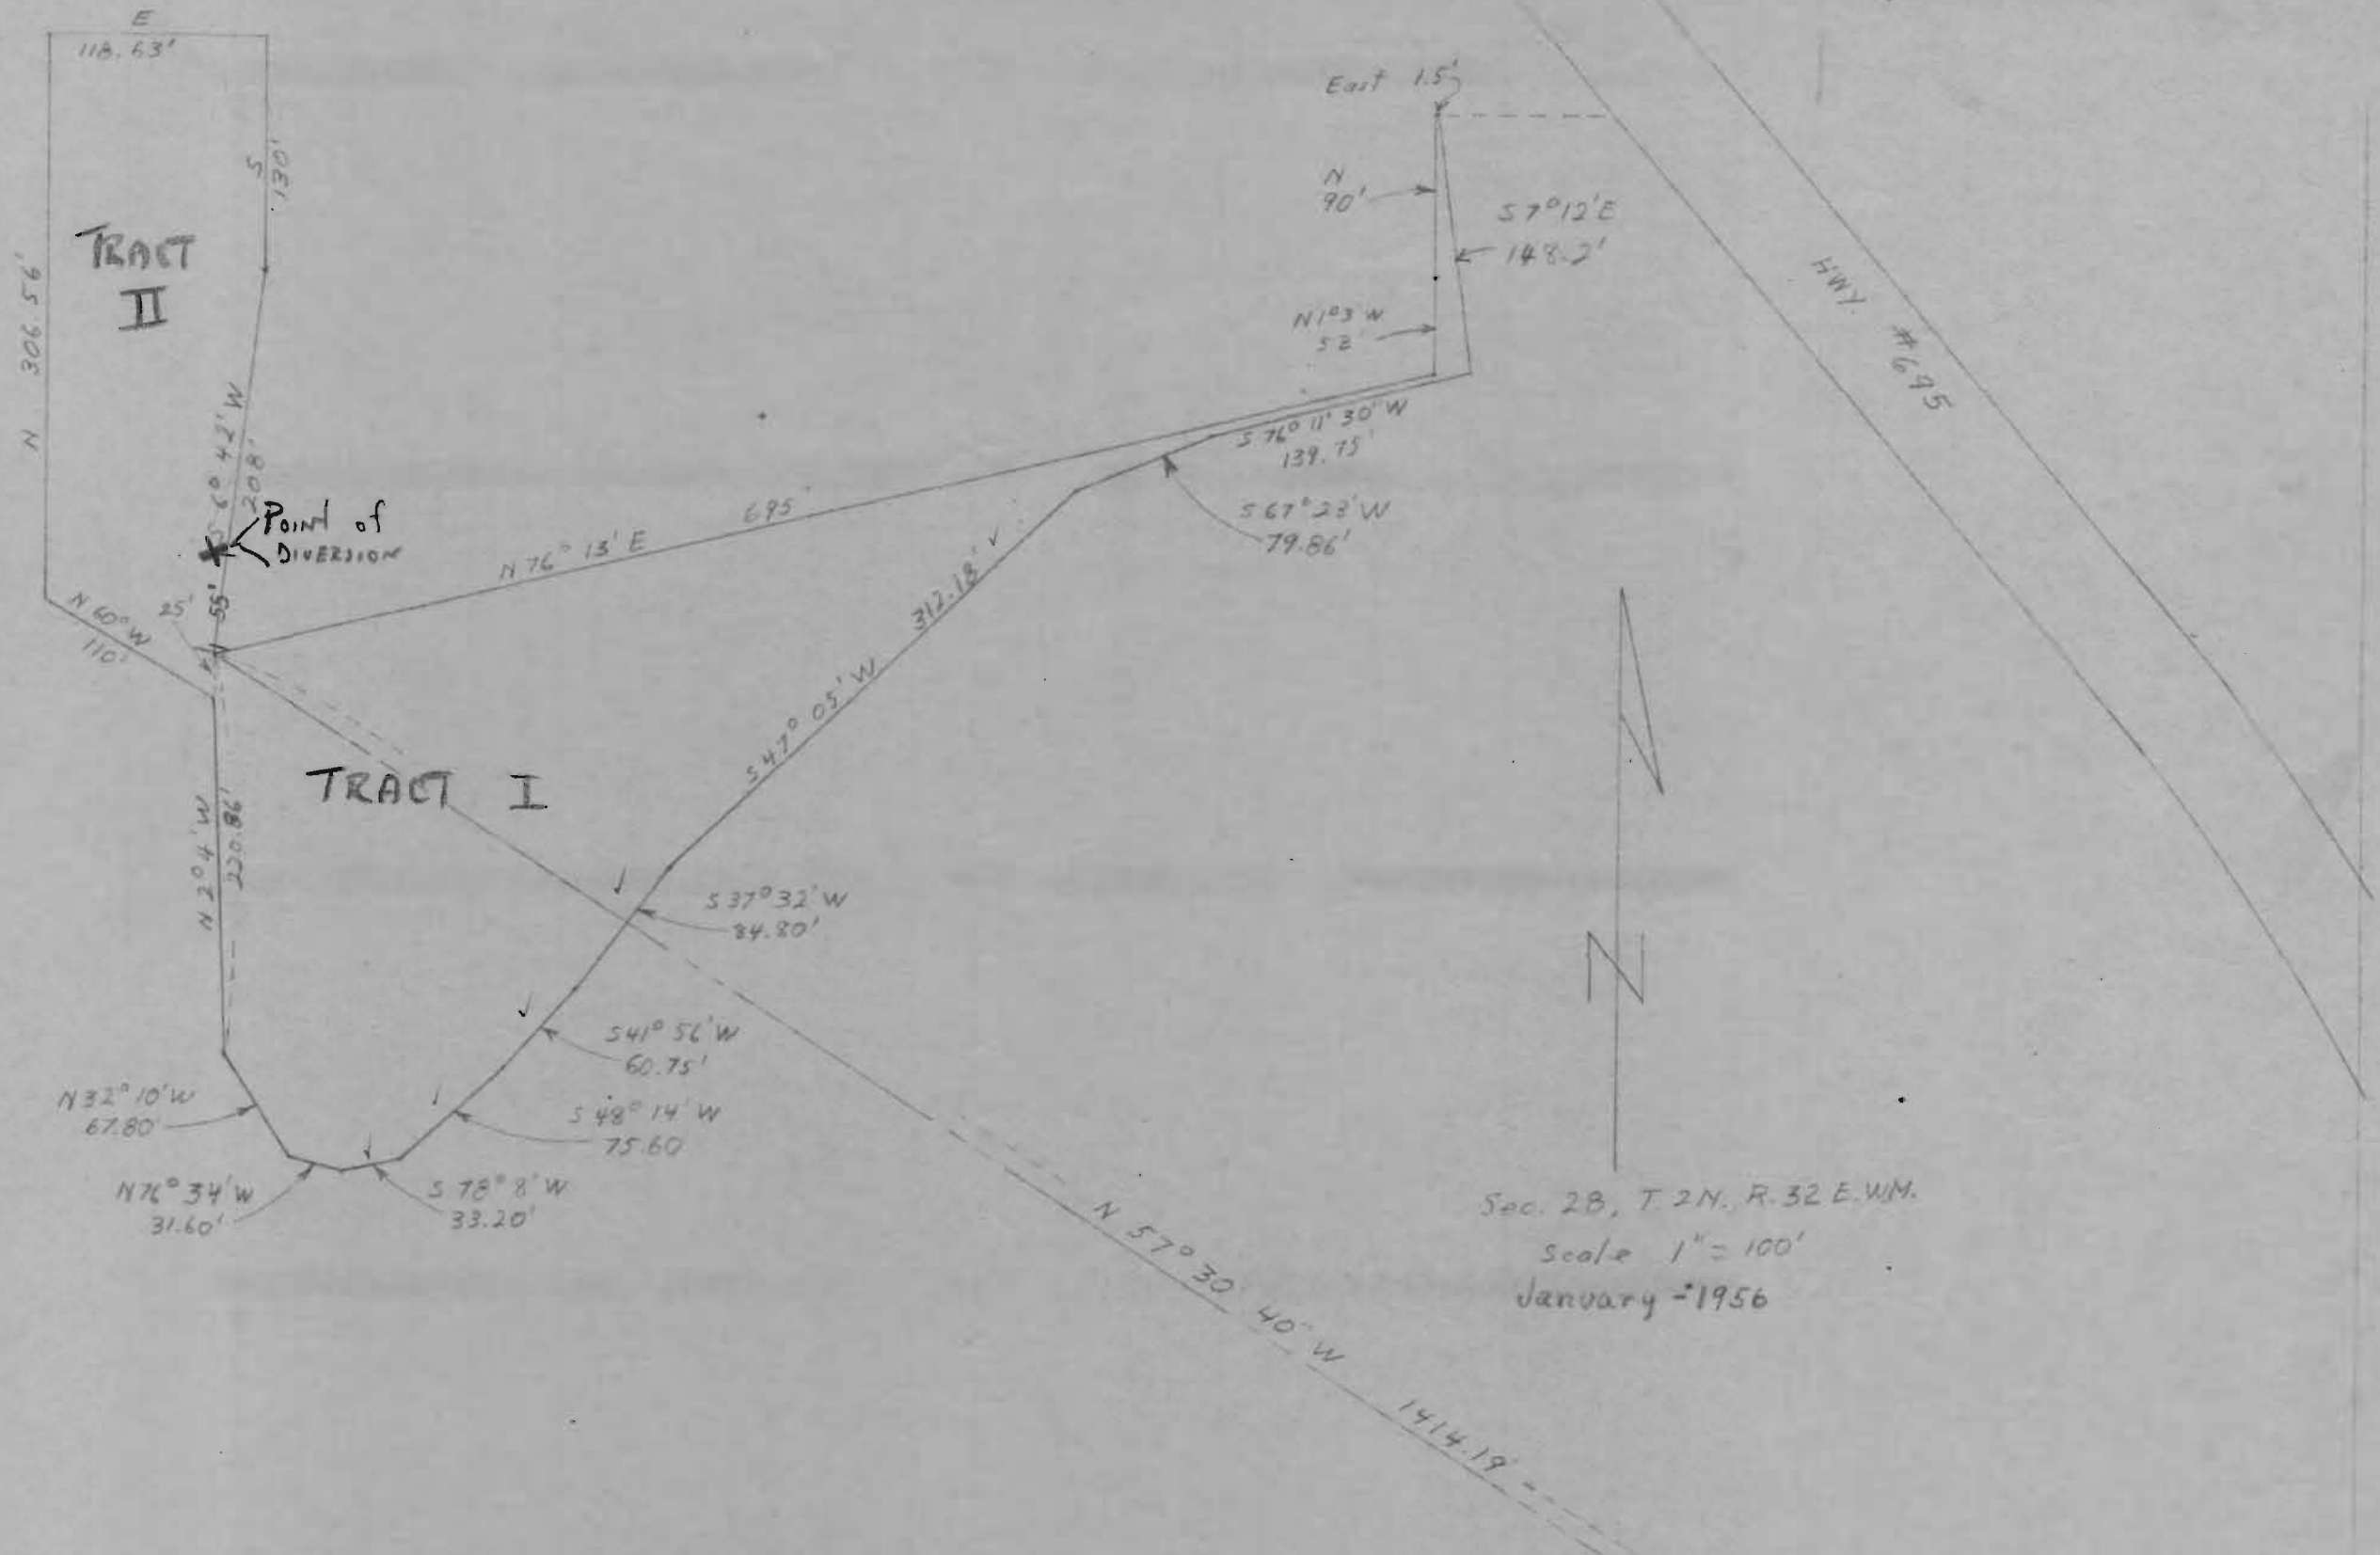 E
118.63'
S
130'
TRACT
II
N 306.56'
S 6° 42' W
208'
Point of
DIVERSION
55'
25'
N 60° W
110'
N 76° 13' E
695'
East 1.5'
N
90'
S 7° 12' E
148.2'
N 1° 3' W
S 76° 11' 30" W
139.75'
S 67° 23' W
79.86'
HWY. #695
312.18'
S 47° 05' W
TRACT I
N 2° 4' W
220.86'
S 37° 32' W
84.80'
S 41° 56' W
60.75'
S 48° 14' W
75.60
N 32° 10' W
67.80'
N 76° 34' W
31.60'
S 78° 8' W
33.20'
N
N 57° 30' 40" W 1414.19'
Sec. 28, T. 2N. R. 32 E. W.M.
Scale 1" = 100'
January - 1956